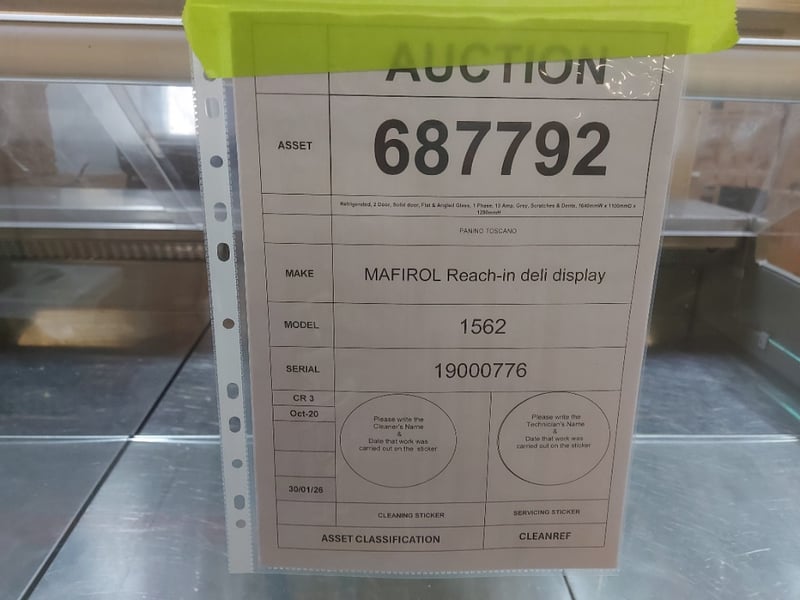 AUCTION
ASSET 687792
Refrigerated, 2 Door, Solid door, Flat & Angled Glass, 1 Phase, 13 Amp, Grey, Scratches & Dents, 1640mmW x 1100mmD x
1290mmH
PANINO TOSCANO
MAKE MAFIROL Reach-in deli display
MODEL 1562
SERIAL 19000776
CR 3
Oct-20
Please write the
Cleaner's Name
&
Date that work was
carried out on the sticker
Please write the
Technician's Name
&
Date that work was
carried out on the sticker
30/01/26
CLEANING STICKER SERVICING STICKER
ASSET CLASSIFICATION CLEANREF